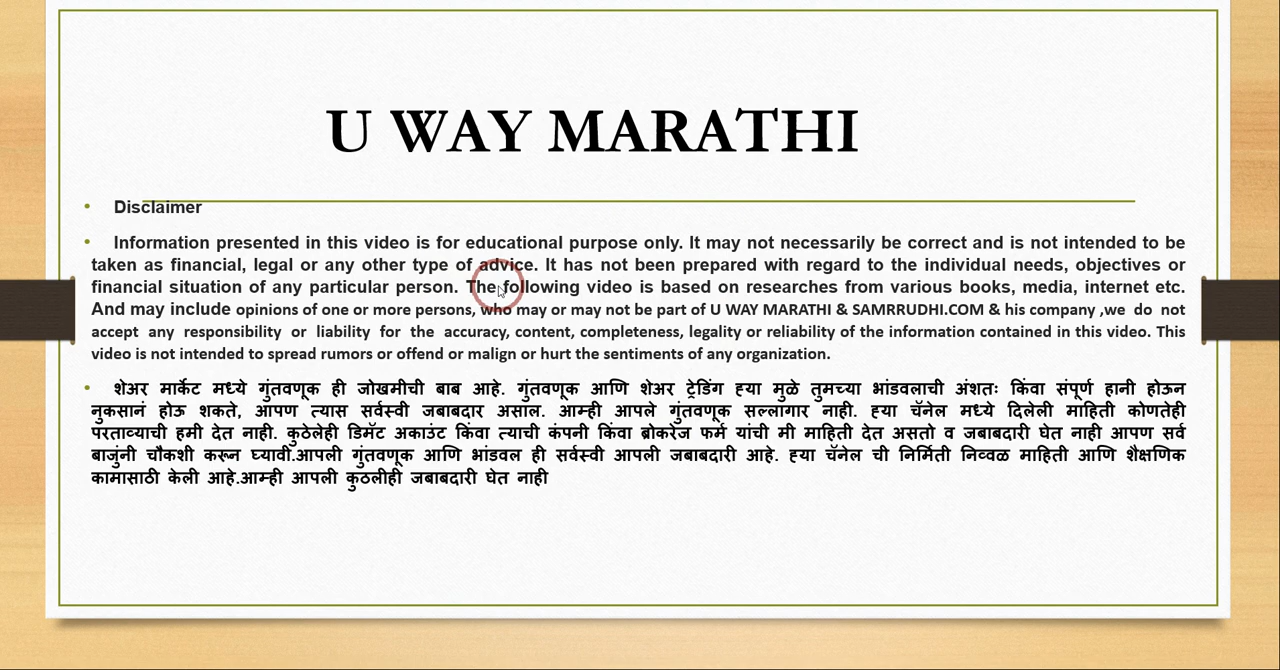 U WAY MARATHI
• Disclaimer
• Information presented in this video is for educational purpose only. It may not necessarily be correct and is not intended to be
taken as financial, legal or any other type of advice. It has not been prepared with regard to the individual needs, objectives or
financial situation of any particular person. The following video is based on researches from various books, media, internet etc.
And may include opinions of one or more persons, who may or may not be part of U WAY MARATHI & SAMRRUDHI.COM & his company ,we do not
accept any responsibility or liability for the accuracy, content, completeness, legality or reliability of the information contained in this video. This
video is not intended to spread rumors or offend or malign or hurt the sentiments of any organization.
• शेअर मार्केट मध्ये गुंतवणूक ही जोखमीची बाब आहे. गुंतवणूक आणि शेअर ट्रेडिंग ह्या मुळे तुमच्या भांडवलाची अंशतः किंवा संपूर्ण हानी होऊन
नुकसानं होऊ शकते, आपण त्यास सर्वस्वी जबाबदार असाल. आम्ही आपले गुंतवणूक सल्लागार नाही. ह्या चॅनेल मध्ये दिलेली माहिती कोणतेही
परताव्याची हमी देत नाही. कुठेलेही डिमॅट अकाउंट किंवा त्याची कंपनी किंवा ब्रोकरेज फर्म यांची मी माहिती देत असतो व जबाबदारी घेत नाही आपण सर्व
बाजुंनी चौकशी करून घ्यावी.आपली गुंतवणूक आणि भांडवल ही सर्वस्वी आपली जबाबदारी आहे. ह्या चॅनेल ची निर्मिती निव्वळ माहिती आणि शैक्षणिक
कामासाठी केली आहे.आम्ही आपली कुठलीही जबाबदारी घेत नाही